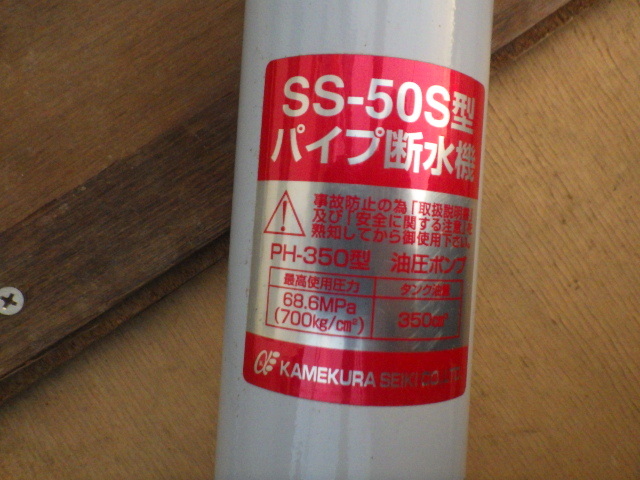 SS-50S型
パイプ断水機
事故防止の為「取扱説明書」
及び「安全に関する注意」を
熟知してから御使用下さい。
PH-350型 油圧ポンプ
最高使用圧力 タンク油量
68.6MPa
(700kg/cm²)
350cm³
KAMEKURA SEIKI CO.,LTD.